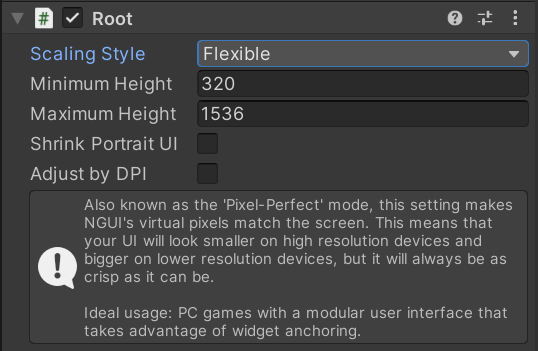 Root
Scaling Style Flexible
Minimum Height 320
Maximum Height 1536
Shrink Portrait UI
Adjust by DPI
Also known as the 'Pixel-Perfect' mode, this setting makes
NGUI's virtual pixels match the screen. This means that
your UI will look smaller on high resolution devices and
bigger on lower resolution devices, but it will always be as
crisp as it can be.
Ideal usage: PC games with a modular user interface that
takes advantage of widget anchoring.